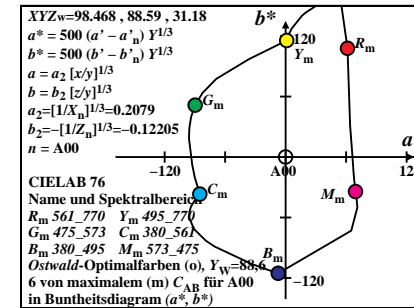 XYZw=98.468 , 88.59 , 31.18
a* = 500 (a' - a'n) Y1/3
b* = 500 (b' - b'n) Y1/3
a = a2 [x/y]1/3
b = b2 [z/y]1/3
a2=[1/Xn]1/3=0.2079
b2=-[1/Zn]1/3=-0.12205
n = A00
CIELAB 76
Name und Spektralbereich
Rm 561_770 Ym 495_770
Gm 475_573 Cm 380_561
Bm 380_495 Mm 573_475
Ostwald-Optimalfarben (o), YW=88,6
6 von maximalem (m) CAB für A00
in Buntheitsdiagram (a*, b*)
b*
120
Ym
Rm
Gm
a
-120
A00
12
Cm
Mm
Bm
-120